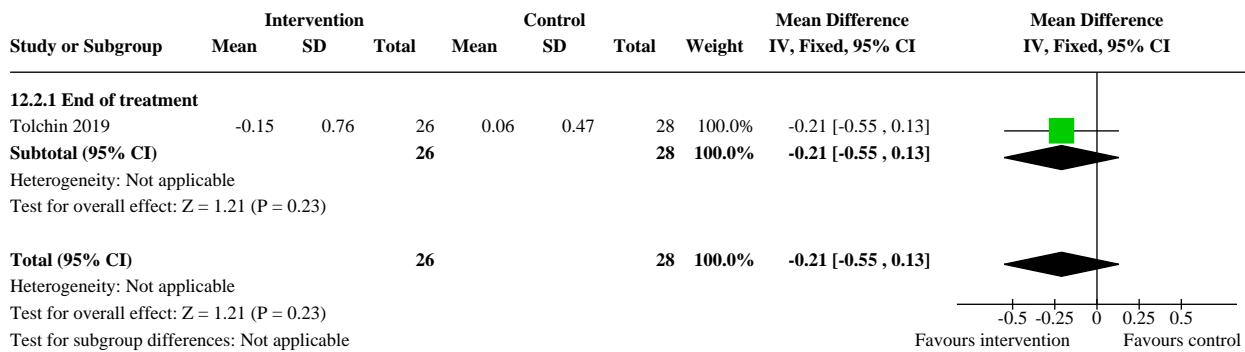 Intervention Control Mean Difference Mean Difference
Study or Subgroup Mean SD Total Mean SD Total Weight IV, Fixed, 95% CI IV, Fixed, 95% CI
12.2.1 End of treatment
Tolchin 2019 -0.15 0.76 26 0.06 0.47 28 100.0% -0.21 [-0.55 , 0.13]
Subtotal (95% CI) 26 28 100.0% -0.21 [-0.55 , 0.13]
Heterogeneity: Not applicable
Test for overall effect: Z = 1.21 (P = 0.23)
Total (95% CI) 26 28 100.0% -0.21 [-0.55 , 0.13]
Heterogeneity: Not applicable
Test for overall effect: Z = 1.21 (P = 0.23) -0.5 -0.25 0 0.25 0.5
Test for subgroup differences: Not applicable Favours intervention Favours control